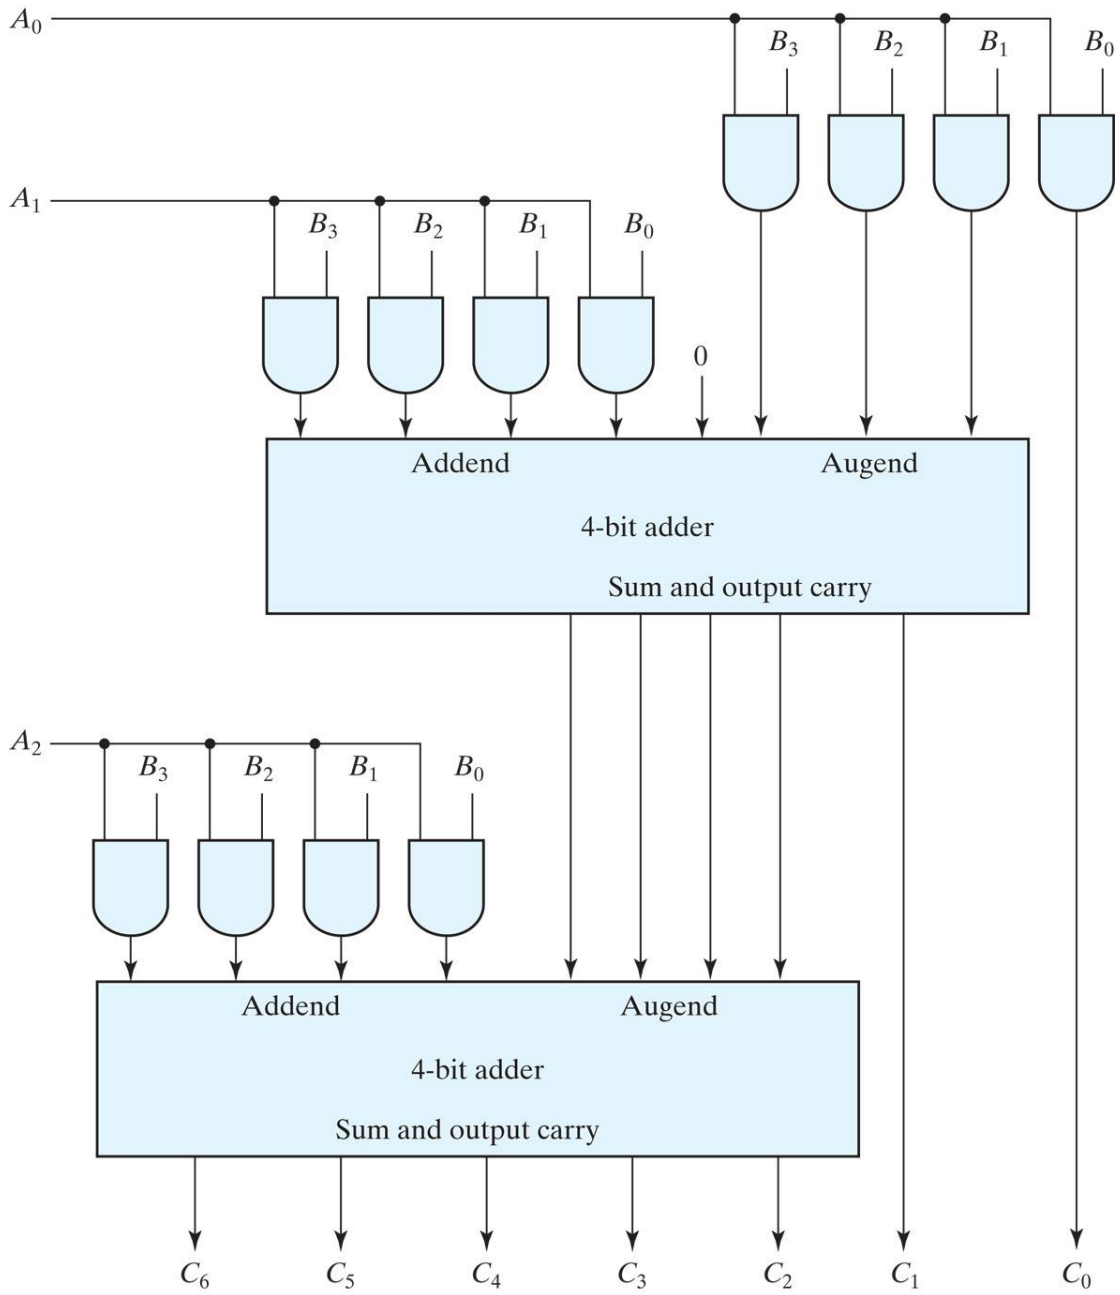 A₀
B₃ B₂ B₁ B₀
A₁
B₃ B₂ B₁ B₀
0
Addend Augend
4-bit adder
Sum and output carry
A₂
B₃ B₂ B₁ B₀
Addend Augend
4-bit adder
Sum and output carry
C₆ C₅ C₄ C₃ C₂ C₁ C₀